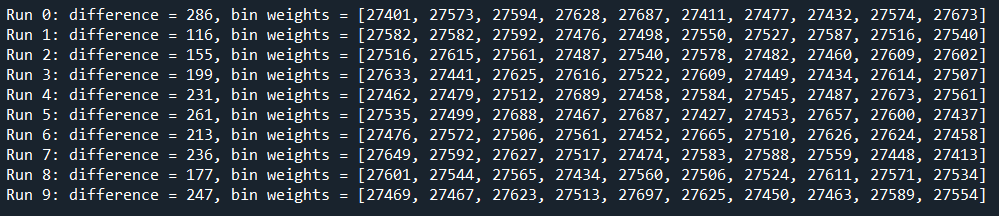 Run 0: difference = 286, bin weights = [27401, 27573, 27594, 27628, 27687, 27411, 27477, 27432, 27574, 27673]
Run 1: difference = 116, bin weights = [27582, 27582, 27592, 27476, 27498, 27550, 27527, 27587, 27516, 27540]
Run 2: difference = 155, bin weights = [27516, 27615, 27561, 27487, 27540, 27578, 27482, 27460, 27609, 27602]
Run 3: difference = 199, bin weights = [27633, 27441, 27625, 27616, 27522, 27609, 27449, 27434, 27614, 27507]
Run 4: difference = 231, bin weights = [27462, 27479, 27512, 27689, 27458, 27584, 27545, 27487, 27673, 27561]
Run 5: difference = 261, bin weights = [27535, 27499, 27688, 27467, 27687, 27427, 27453, 27657, 27600, 27437]
Run 6: difference = 213, bin weights = [27476, 27572, 27506, 27561, 27452, 27665, 27510, 27626, 27624, 27458]
Run 7: difference = 236, bin weights = [27649, 27592, 27627, 27517, 27474, 27583, 27588, 27559, 27448, 27413]
Run 8: difference = 177, bin weights = [27601, 27544, 27565, 27434, 27560, 27506, 27524, 27611, 27571, 27534]
Run 9: difference = 247, bin weights = [27469, 27467, 27623, 27513, 27697, 27625, 27450, 27463, 27589, 27554]